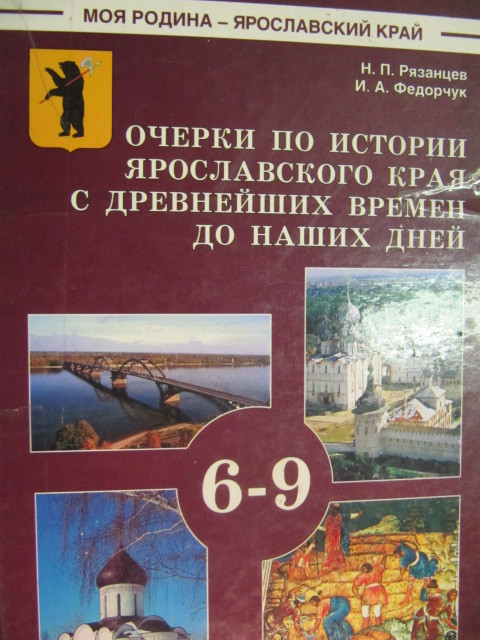 МОЯ РОДИНА – ЯРОСЛАВСКИЙ КРАЙ
Н. П. Рязанцев
И. А. Федорчук
ОЧЕРКИ ПО ИСТОРИИ
ЯРОСЛАВСКОГО КРАЯ
С ДРЕВНЕЙШИХ ВРЕМЕН
ДО НАШИХ ДНЕЙ
6-9